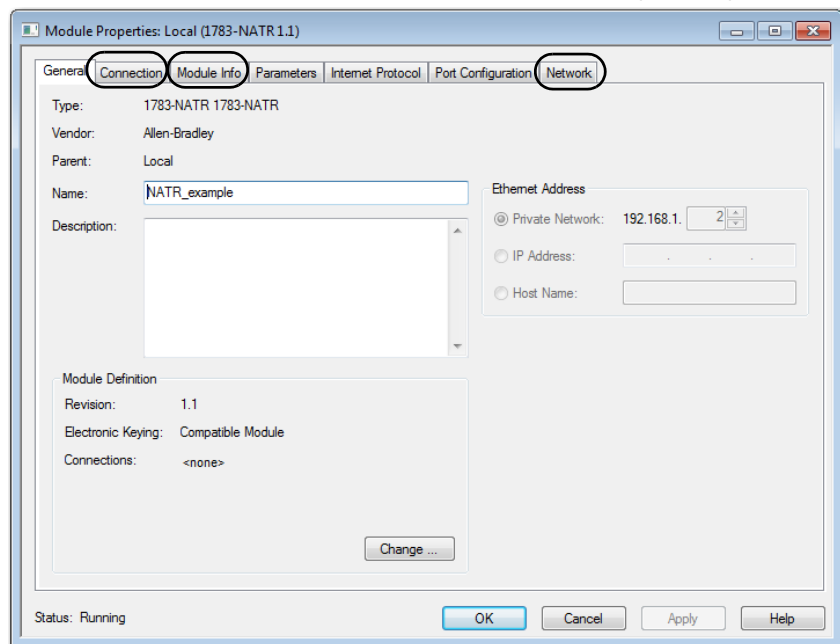 Module Properties: Local (1783-NATR 1.1)
General Connection Module Info Parameters Internet Protocol Port Configuration Network
Type: 1783-NATR 1783-NATR
Vendor: Allen-Bradley
Parent: Local
Name: NATR_example
Description:
Ethernet Address
Private Network: 192.168.1. 2
IP Address: . . .
Host Name:
Module Definition
Revision: 1.1
Electronic Keying: Compatible Module
Connections: <none>
Change ...
Status: Running
OK Cancel Apply Help